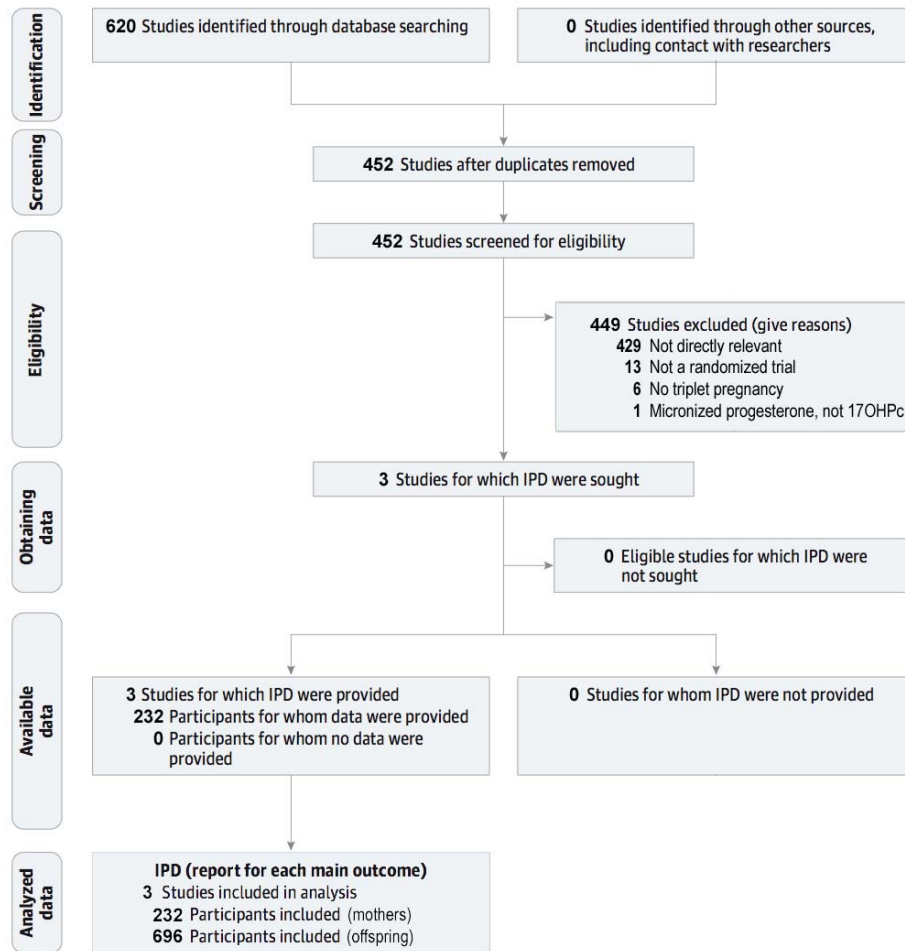 Identification
620 Studies identified through database searching
0 Studies identified through other sources,
including contact with researchers
Screening
452 Studies after duplicates removed
Eligibility
452 Studies screened for eligibility
449 Studies excluded (give reasons)
429 Not directly relevant
13 Not a randomized trial
6 No triplet pregnancy
1 Micronized progesterone, not 17OHPc
Obtaining
data
3 Studies for which IPD were sought
0 Eligible studies for which IPD were
not sought
Available
data
3 Studies for which IPD were provided
232 Participants for whom data were provided
0 Participants for whom no data were
provided
0 Studies for whom IPD were not provided
Analyzed
data
IPD (report for each main outcome)
3 Studies included in analysis
232 Participants included (mothers)
696 Participants included (offspring)